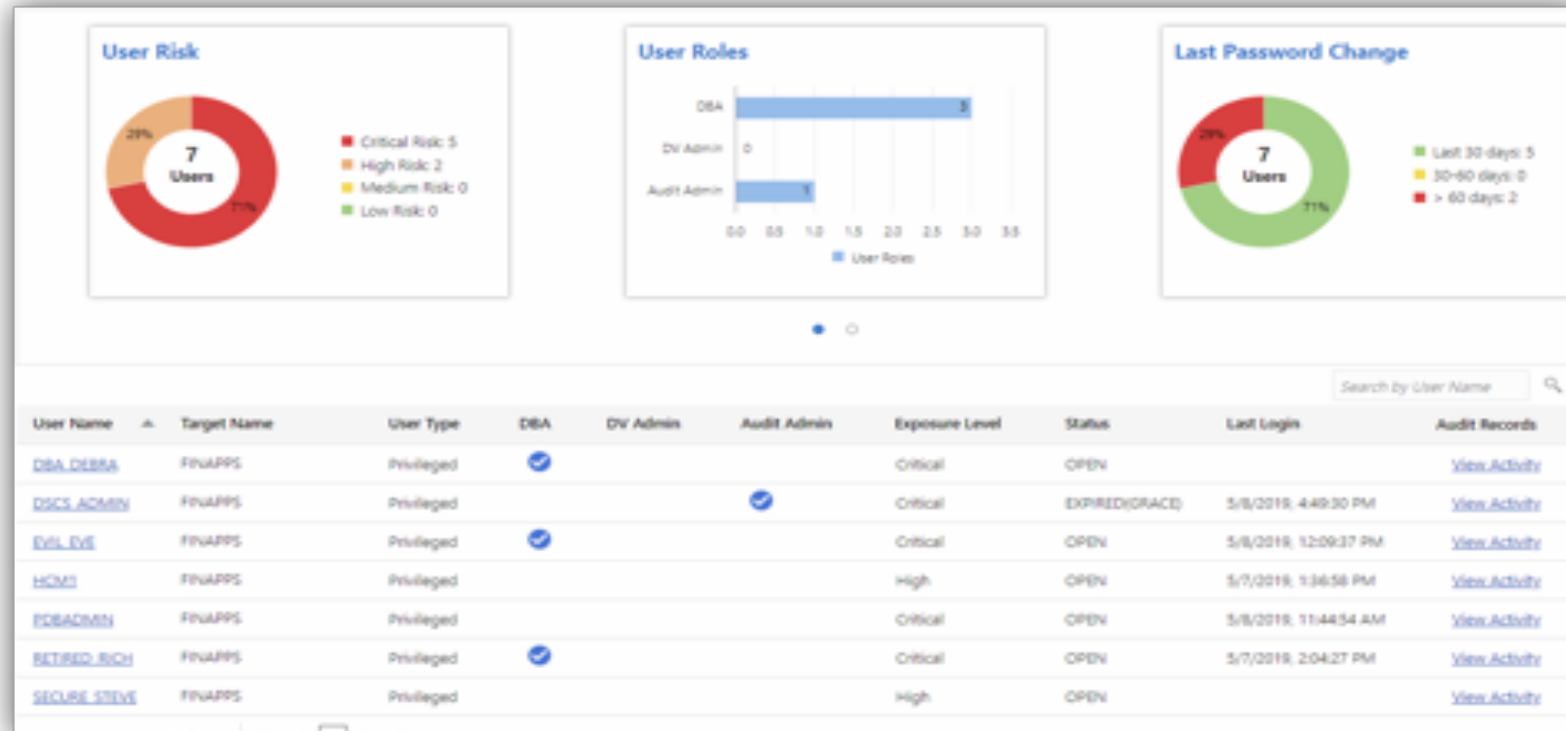 User Risk
29%
7
Users
71%
Critical Risk: 5
High Risk: 2
Medium Risk: 0
Low Risk: 0
User Roles
DBA 3
DV Admin 0
Audit Admin 1
0.0 0.5 1.0 1.5 2.0 2.5 3.0 3.5
User Roles
Last Password Change
29%
7
Users
71%
Last 30 days: 5
30-60 days: 0
> 60 days: 2
Search by User Name
User Name Target Name User Type DBA DV Admin Audit Admin Exposure Level Status Last Login Audit Records
DBA_DEBRA FINAPPS Privileged Critical OPEN View Activity
DSCS_ADMIN FINAPPS Privileged Critical EXPIRED(GRACE) 5/8/2019, 4:49:30 PM View Activity
EVIL_EVE FINAPPS Privileged Critical OPEN 5/8/2019, 12:09:37 PM View Activity
HCM1 FINAPPS Privileged High OPEN 5/7/2019, 1:36:58 PM View Activity
PDBADMIN FINAPPS Privileged Critical OPEN 5/8/2019, 11:44:54 AM View Activity
RETIRED_RICH FINAPPS Privileged Critical OPEN 5/7/2019, 2:04:27 PM View Activity
SECURE_STEVE FINAPPS Privileged High OPEN View Activity